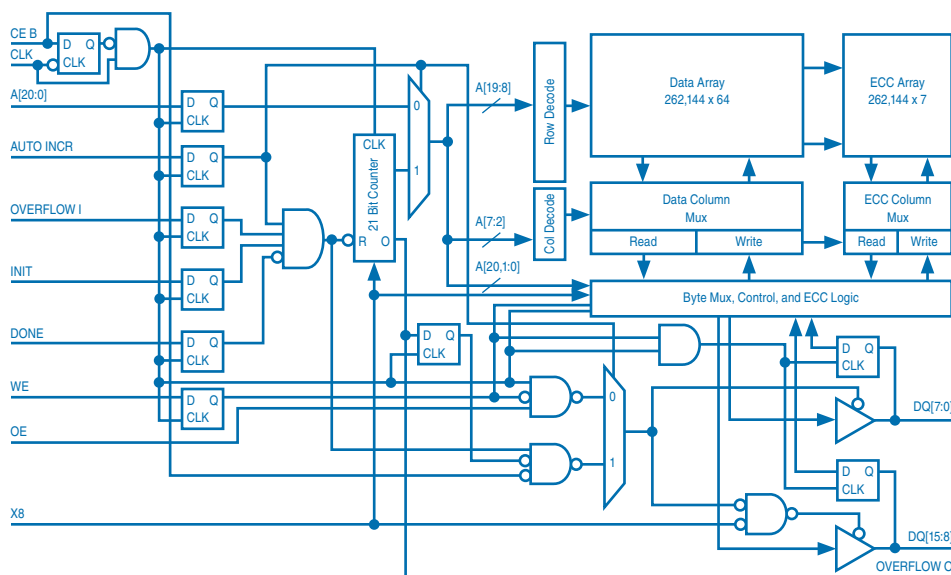 CE B
CLK
A[20:0]
AUTO INCR
OVERFLOW I
INIT
DONE
WE
OE
X8
D Q
CLK
D Q
CLK
D Q
CLK
D Q
CLK
D Q
CLK
D Q
CLK
D Q
CLK
CLK
21 Bit Counter
R O
0
1
A[19:8]
A[7:2]
A[20,1:0]
Row Decode
Col Decode
Data Array
262,144 x 64
ECC Array
262,144 x 7
Data Column
Mux
Read Write
ECC Column
Mux
Read Write
Byte Mux, Control, and ECC Logic
D Q
CLK
0
1
D Q
CLK
DQ[7:0]
D Q
CLK
DQ[15:8]
OVERFLOW O